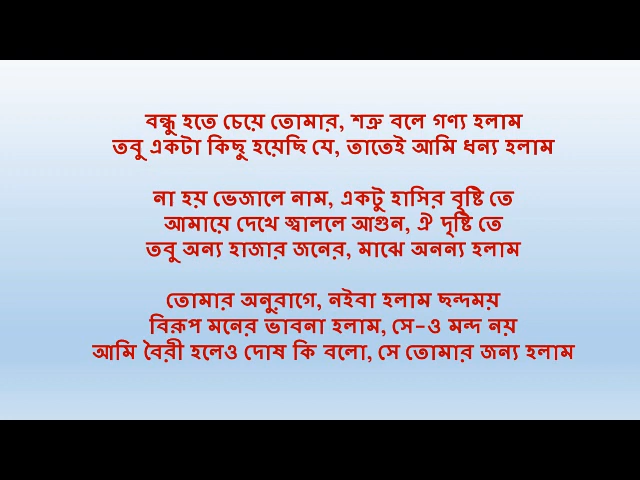 বন্ধু হতে চেয়ে তোমার, শত্রু বলে গণ্য হলাম
তবু একটা কিছু হয়েছি যে, তাতেই আমি ধন্য হলাম
না হয় ভেজালে নাম, একটু হাসির বৃষ্টি তে
আমায়ে দেখে জ্বাললে আগুন, ঐ দৃষ্টি তে
তবু অন্য হাজার জনের, মাঝে অনন্য হলাম
তোমার অনুরাগে, নইবা হলাম ছন্দময়
বিরূপ মনের ভাবনা হলাম, সে-ও মন্দ নয়
আমি বৈরী হলেও দোষ কি বলো, সে তোমার জন্য হলাম